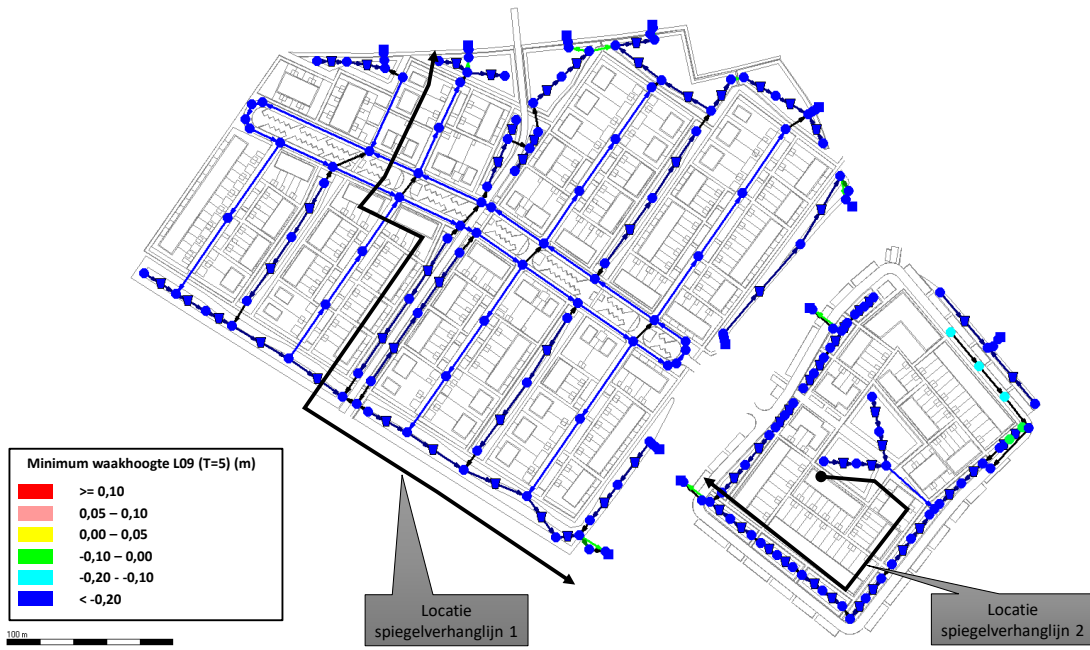 Minimum waakhoogte L09 (T=5) (m)
>= 0,10
0,05 – 0,10
0,00 – 0,05
-0,10 – 0,00
-0,20 - -0,10
< -0,20
100 m
Locatie
spiegelverhanglijn 1
Locatie
spiegelverhanglijn 2